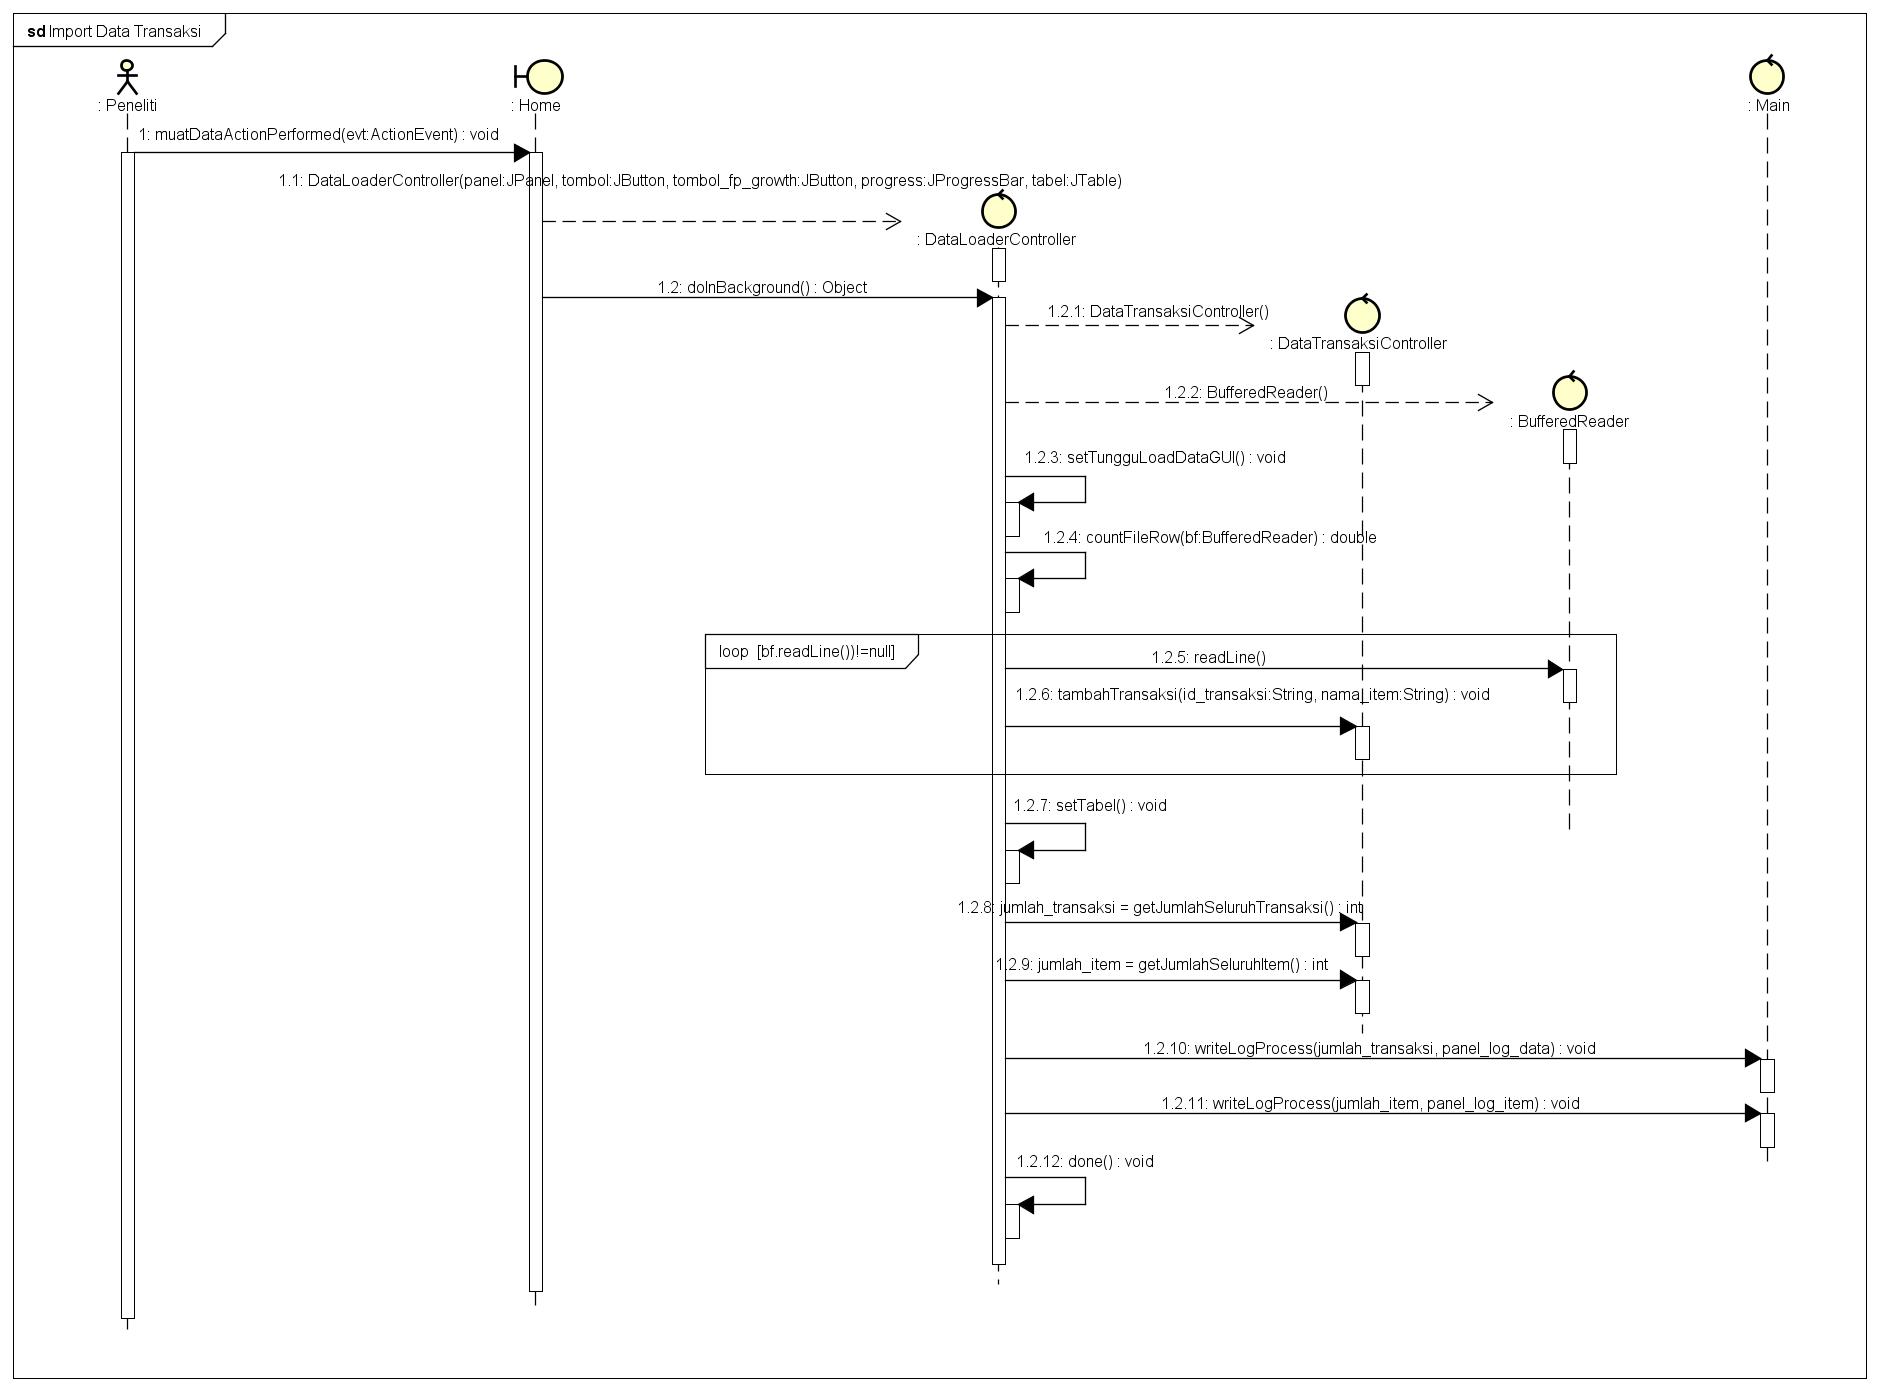 sd Import Data Transaksi
: Peneliti
: Home
: Main
1: muatDataActionPerformed(evt:ActionEvent) : void
1.1: DataLoaderController(panel:JPanel, tombol:JButton, tombol_fp_growth:JButton, progress:JProgressBar, tabel:JTable)
: DataLoaderController
1.2: doInBackground() : Object
1.2.1: DataTransaksiController()
: DataTransaksiController
1.2.2: BufferedReader()
: BufferedReader
1.2.3: setTungguLoadDataGUI() : void
1.2.4: countFileRow(bf:BufferedReader) : double
loop [bf.readLine())!=null]
1.2.5: readLine()
1.2.6: tambahTransaksi(id_transaksi:String, nama_item:String) : void
1.2.7: setTabel() : void
1.2.8: jumlah_transaksi = getJumlahSeluruhTransaksi() : int
1.2.9: jumlah_item = getJumlahSeluruhItem() : int
1.2.10: writeLogProcess(jumlah_transaksi, panel_log_data) : void
1.2.11: writeLogProcess(jumlah_item, panel_log_item) : void
1.2.12: done() : void